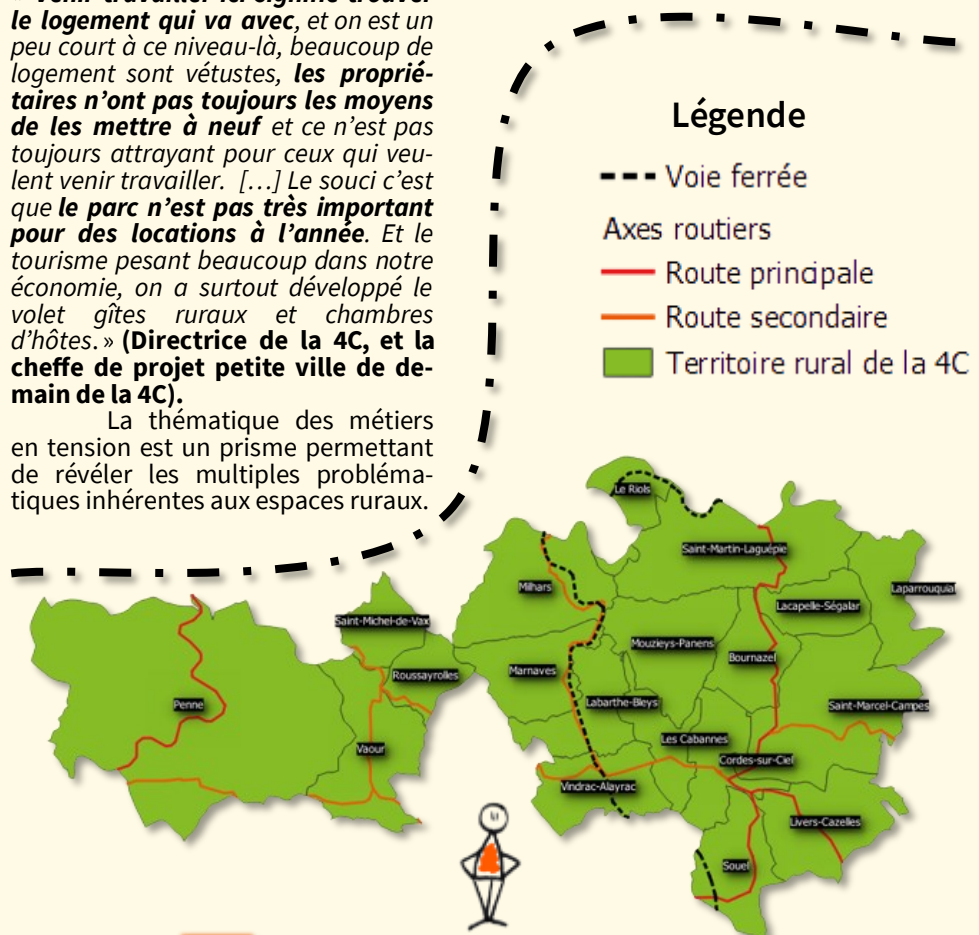 le logement qui va avec, et on est un
peu court à ce niveau-là, beaucoup de
logement sont vétustes, les proprié-
taires n’ont pas toujours les moyens
de les mettre à neuf et ce n’est pas
toujours attrayant pour ceux qui veu-
lent venir travailler. […] Le souci c’est
que le parc n’est pas très important
pour des locations à l’année. Et le
tourisme pesant beaucoup dans notre
économie, on a surtout développé le
volet gîtes ruraux et chambres
d’hôtes.» (Directrice de la 4C, et la
cheffe de projet petite ville de de-
main de la 4C).
La thématique des métiers
en tension est un prisme permettant
de révéler les multiples probléma-
tiques inhérentes aux espaces ruraux.
Légende
Voie ferrée
Axes routiers
Route principale
Route secondaire
Territoire rural de la 4C
Le Riols
Saint-Martin-Laguépie
Milhars
Laparrouquial
Lacapelle-Ségalar
Saint-Michel-de-Vax
Mouzieys-Panens
Bournazel
Roussayrolles
Marnaves
Penne
Labarthe-Bleys
Saint-Marcel-Campes
Les Cabannes
Vaour
Cordes-sur-Ciel
Vindrac-Alayrac
Livers-Cazelles
Souel